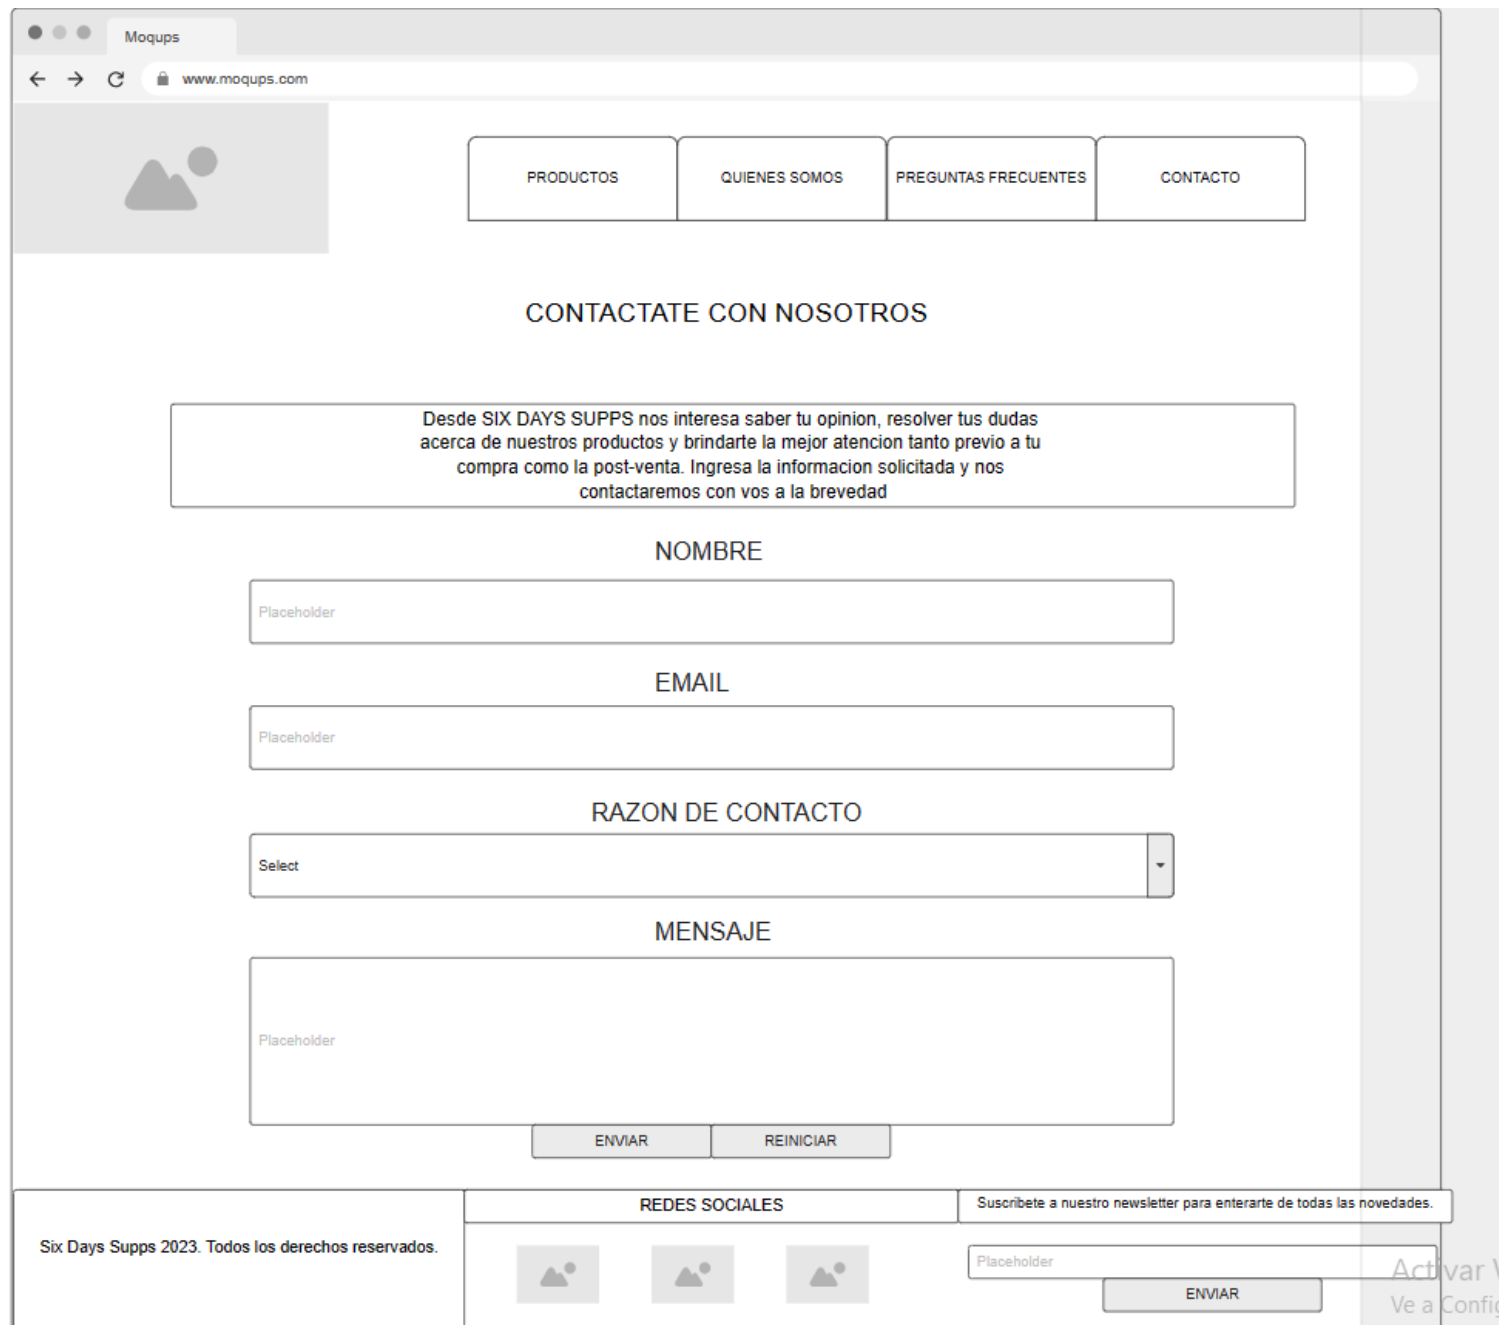 Moqups
www.moqups.com
PRODUCTOS
QUIENES SOMOS
PREGUNTAS FRECUENTES
CONTACTO
CONTACTATE CON NOSOTROS
Desde SIX DAYS SUPPS nos interesa saber tu opinion, resolver tus dudas
acerca de nuestros productos y brindarte la mejor atencion tanto previo a tu
compra como la post-venta. Ingresa la informacion solicitada y nos
contactaremos con vos a la brevedad
NOMBRE
Placeholder
EMAIL
Placeholder
RAZON DE CONTACTO
Select
MENSAJE
Placeholder
ENVIAR
REINICIAR
Six Days Supps 2023. Todos los derechos reservados.
REDES SOCIALES
Suscribete a nuestro newsletter para enterarte de todas las novedades.
Placeholder
ENVIAR
Activar
Ve a Config